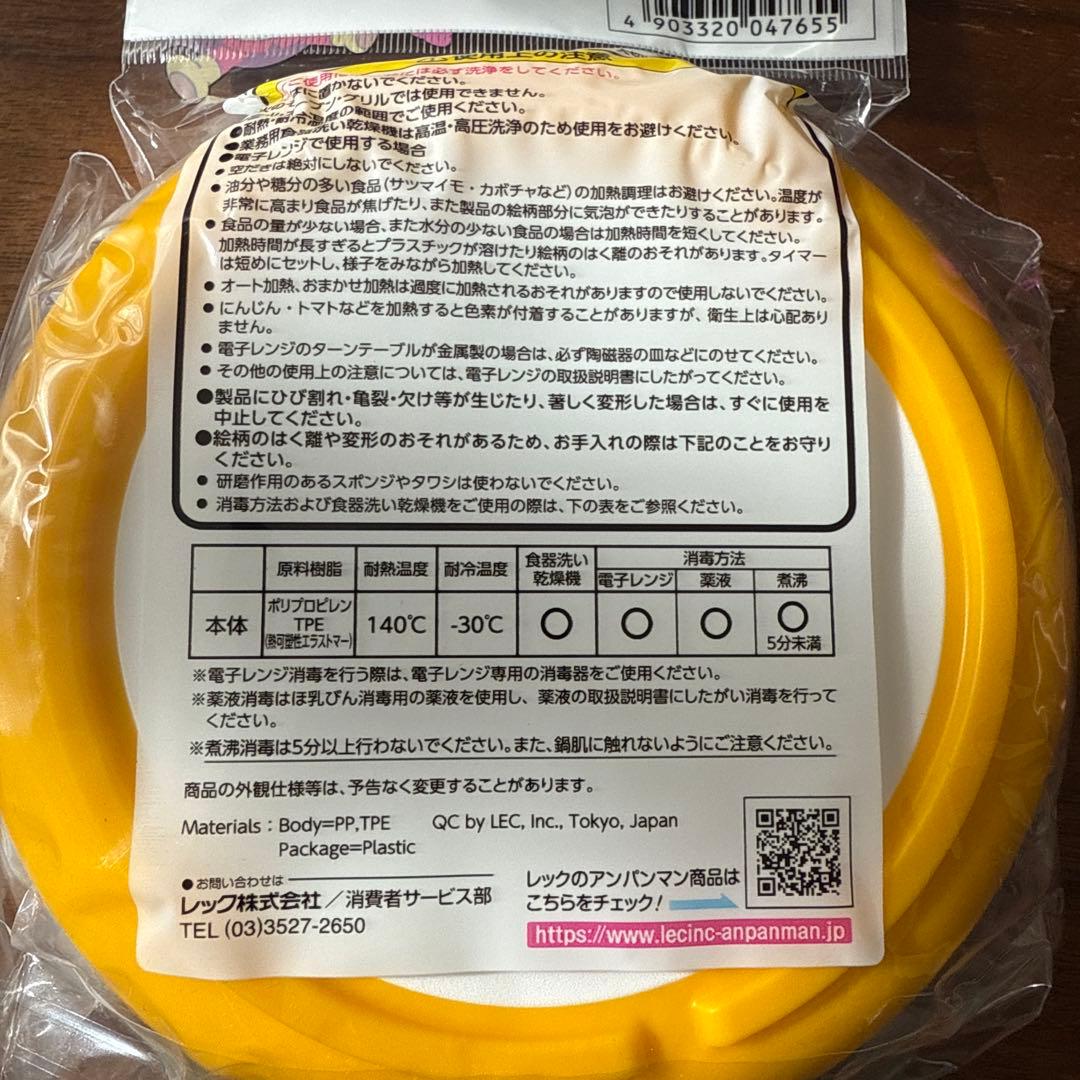 4 903320 047655
使用上の注意
は必ず洗浄をしてください。
に置かないでください。
グリルでは使用できません。
●耐熱・耐冷温度の範囲でご使用ください。
●業務用食器洗い乾燥機は高温・高圧洗浄のため使用をお避けください。
●電子レンジで使用する場合
・空だきは絶対にしないでください。
・油分や糖分の多い食品（サツマイモ・カボチャなど）の加熱調理はお避けください。温度が
非常に高まり食品が焦げたり、また製品の絵柄部分に気泡ができたりすることがあります。
・食品の量が少ない場合、また水分の少ない食品の場合は加熱時間を短くしてください。
加熱時間が長すぎるとプラスチックが溶けたり絵柄のはく離のおそれがあります。タイマー
は短めにセットし、様子をみながら加熱してください。
・オート加熱、おまかせ加熱は過度に加熱されるおそれがありますので使用しないでください。
・にんじん・トマトなどを加熱すると色素が付着することがありますが、衛生上は心配あり
ません。
・電子レンジのターンテーブルが金属製の場合は、必ず陶磁器の皿などにのせてください。
・その他の使用上の注意については、電子レンジの取扱説明書にしたがってください。
●製品にひび割れ・亀裂・欠け等が生じたり、著しく変形した場合は、すぐに使用を
中止してください。
●絵柄のはく離や変形のおそれがあるため、お手入れの際は下記のことをお守り
ください。
・研磨作用のあるスポンジやタワシは使わないでください。
・消毒方法および食器洗い乾燥機をご使用の際は、下の表をご参照ください。
原料樹脂 耐熱温度 耐冷温度 食器洗い乾燥機 消毒方法
電子レンジ 薬液 煮沸
本体 ポリプロピレン TPE (熱可塑性エラストマー) 140℃ -30℃ ○ ○ ○ ○ 5分未満
※電子レンジ消毒を行う際は、電子レンジ専用の消毒器をご使用ください。
※薬液消毒はほ乳びん消毒用の薬液を使用し、薬液の取扱説明書にしたがい消毒を行って
ください。
※煮沸消毒は5分以上行わないでください。また、鍋肌に触れないようにご注意ください。
商品の外観仕様等は、予告なく変更することがあります。
Materials : Body=PP,TPE QC by LEC, Inc., Tokyo, Japan
Package=Plastic
●お問い合わせは
レック株式会社／消費者サービス部
TEL (03)3527-2650
レックのアンパンマン商品は
こちらをチェック！
https://www.lecinc-anpanman.jp